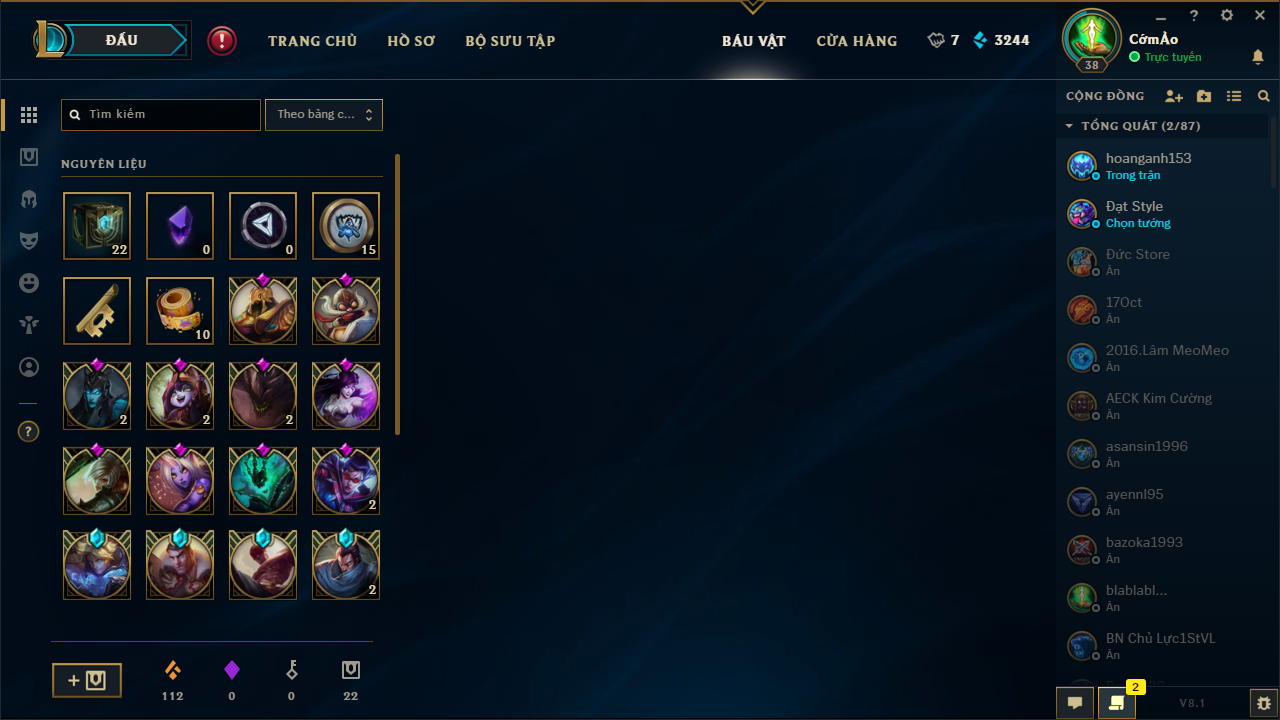 ĐẤU
TRANG CHỦ
HỒ SƠ
BỘ SƯU TẬP
BÁU VẬT
CỬA HÀNG
7
3244
38
CớmẢo
Trực tuyến
Tìm kiếm
Theo bảng c...
NGUYÊN LIỆU
22
0
0
15
10
2
2
2
2
2
112
0
0
22
CỘNG ĐỒNG
TỔNG QUÁT (2/87)
hoanganh153
Trong trận
Đạt Style
Chọn tướng
Đức Store
Ẩn
17Oct
Ẩn
2016.Lâm MeoMeo
Ẩn
AECK Kim Cường
Ẩn
asansin1996
Ẩn
ayennl95
Ẩn
bazoka1993
Ẩn
blablabl...
Ẩn
BN Chủ Lực1StVL
Ẩn
2
V8.1